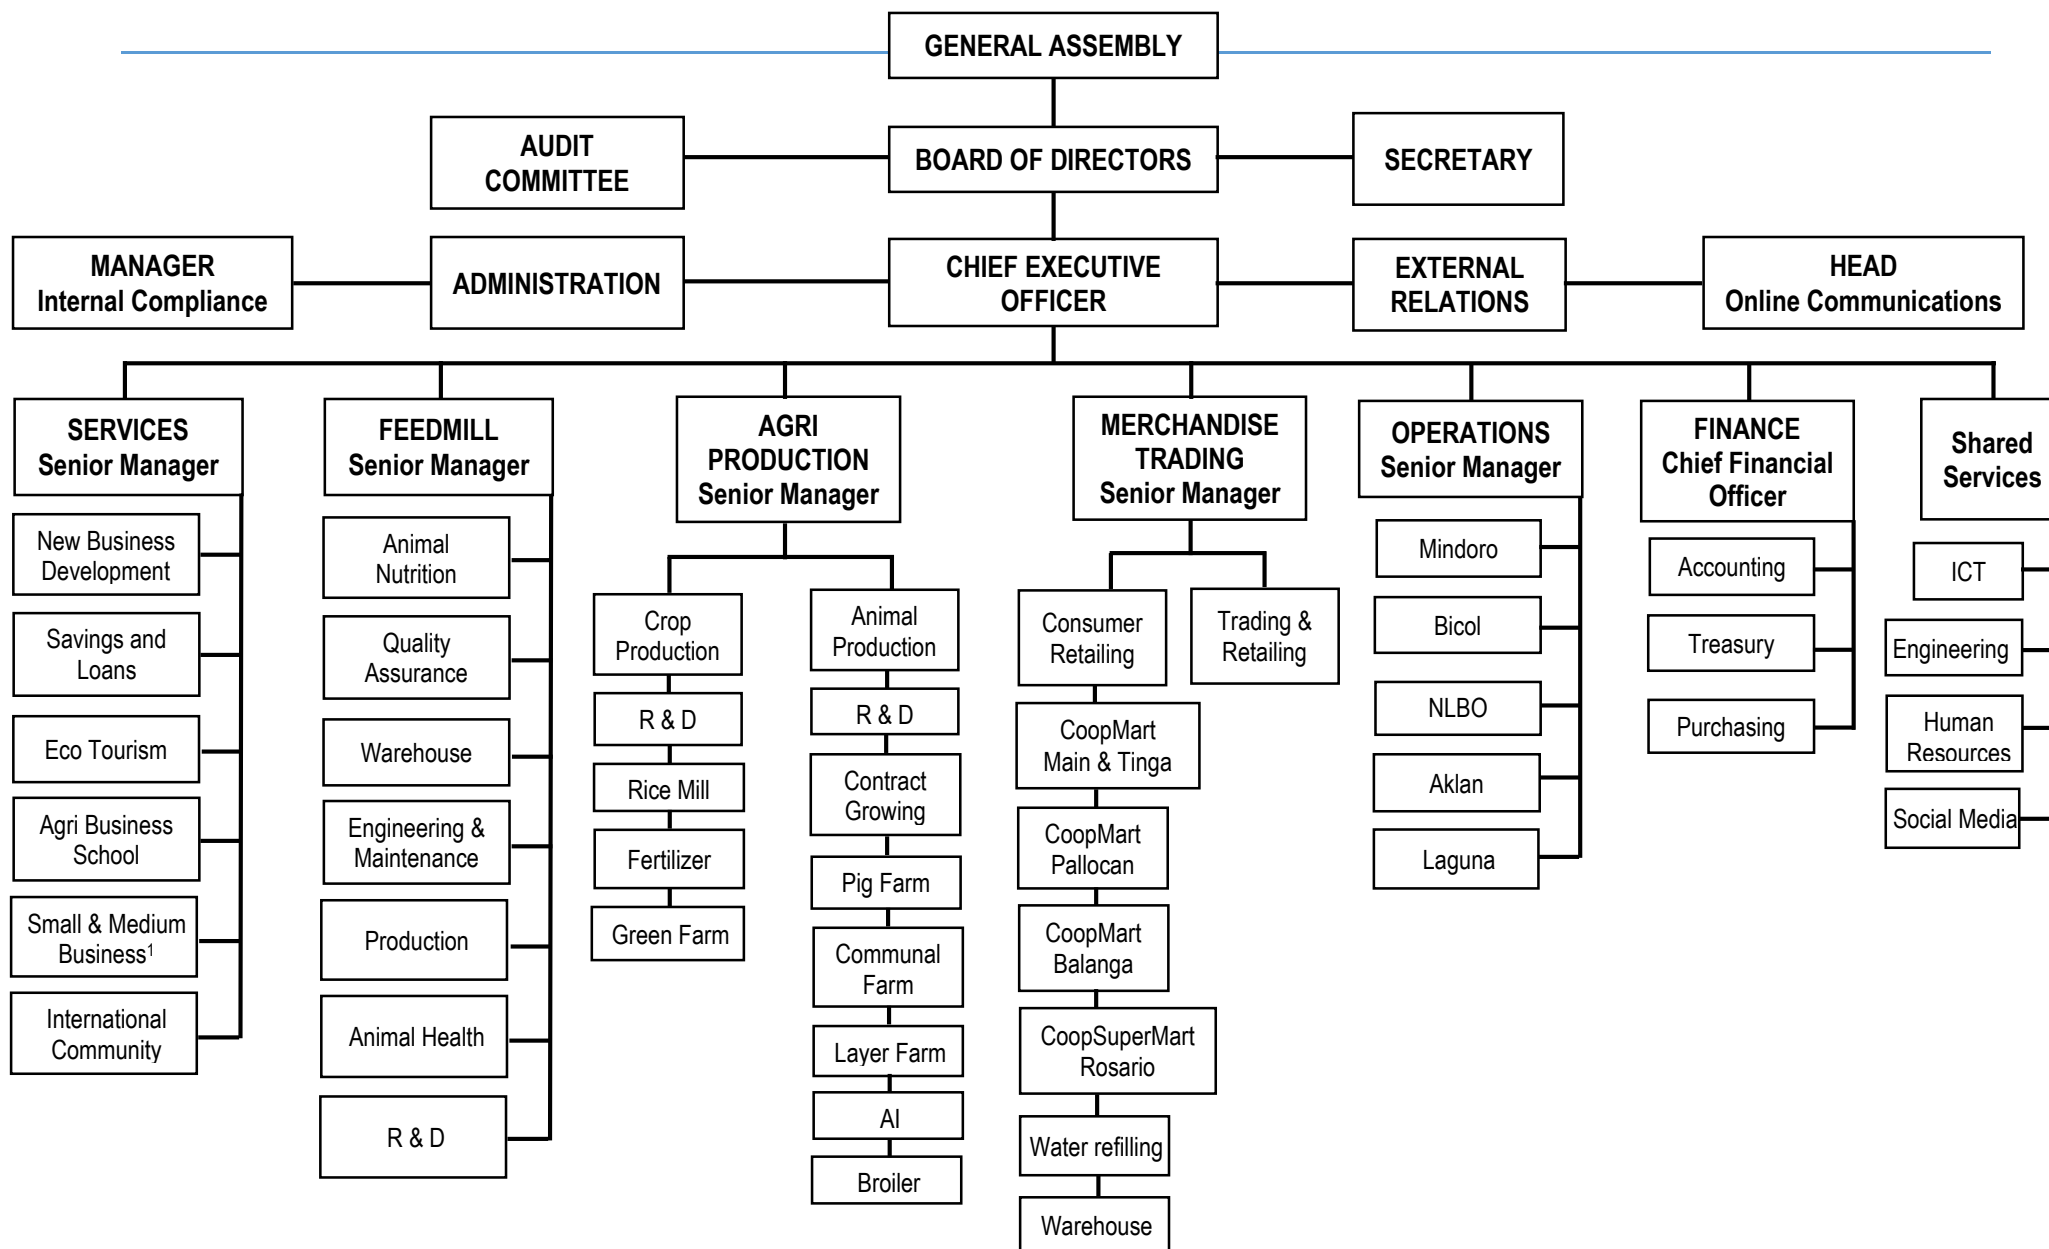 GENERAL ASSEMBLY
AUDIT
COMMITTEE
BOARD OF DIRECTORS
SECRETARY
MANAGER
Internal Compliance
ADMINISTRATION
CHIEF EXECUTIVE
OFFICER
EXTERNAL
RELATIONS
HEAD
Online Communications
SERVICES
Senior Manager
New Business
Development
Savings and
Loans
Eco Tourism
Agri Business
School
Small & Medium
Business¹
International
Community
FEEDMILL
Senior Manager
Animal
Nutrition
Quality
Assurance
Warehouse
Engineering &
Maintenance
Production
Animal Health
R & D
AGRI
PRODUCTION
Senior Manager
Crop
Production
R & D
Rice Mill
Fertilizer
Green Farm
Animal
Production
R & D
Contract
Growing
Pig Farm
Communal
Farm
Layer Farm
AI
Broiler
MERCHANDISE
TRADING
Senior Manager
Consumer
Retailing
CoopMart
Main & Tinga
CoopMart
Pallocan
CoopMart
Balanga
CoopSuperMart
Rosario
Water refilling
Warehouse
Trading &
Retailing
OPERATIONS
Senior Manager
Mindoro
Bicol
NLBO
Aklan
Laguna
FINANCE
Chief Financial
Officer
Accounting
Treasury
Purchasing
Shared
Services
ICT
Engineering
Human
Resources
Social Media